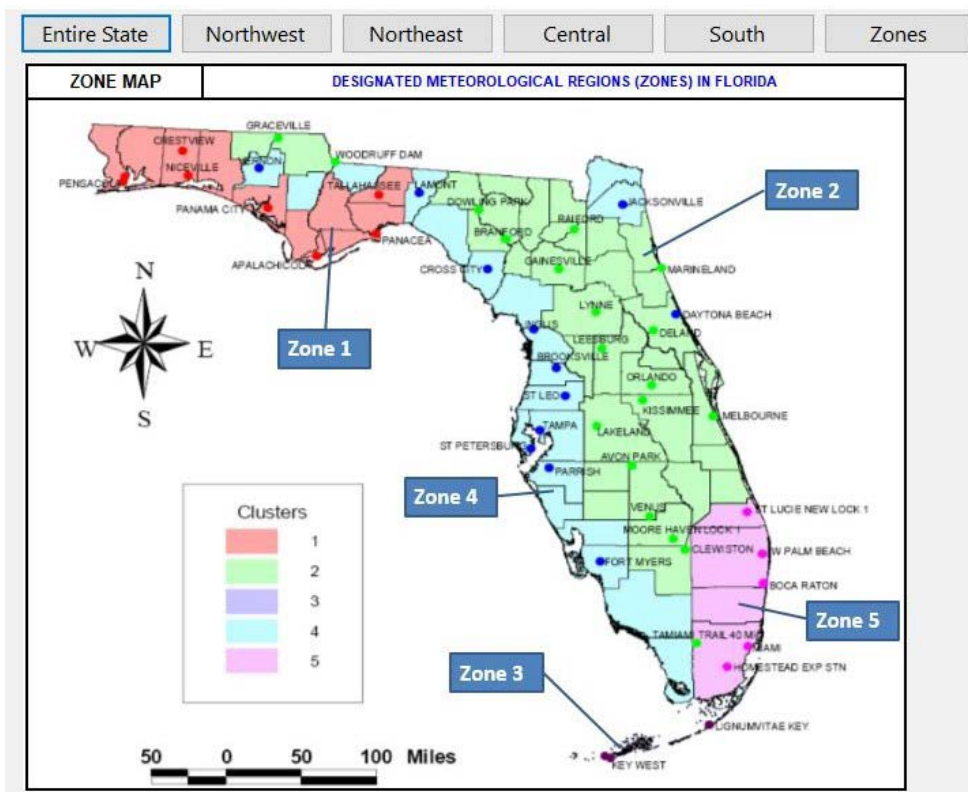 Entire State Northwest Northeast Central South Zones
ZONE MAP DESIGNATED METEOROLOGICAL REGIONS (ZONES) IN FLORIDA
GRACEVILLE
CRESTVIEW
WOODRUFF DAM
VERNON
NICEVILLE
PENSACOLA
TALLAHASSEE
LAMONT
Zone 2
PANAMA CITY
DOWLING PARK
JACKSONVILLE
RAIFORD
BRANFORD
PANACEA
APALACHICOLA
CROSS CITY
GAINESVILLE
MARINELAND
N
LYNNE
DAYTONA BEACH
INGLIS
DELAND
W E
Zone 1
LEESBURG
BROOKSVILLE
ORLANDO
ST LEO
KISSIMMEE
S
MELBOURNE
TAMPA
LAKELAND
ST PETERSBURG
AVON PARK
PARRISH
Zone 4
VENUS
ST LUCIE NEW LOCK 1
Clusters
MOORE HAVEN LOCK 1
1
CLEWISTON
W PALM BEACH
FORT MYERS
2
BOCA RATON
3
Zone 5
4
TAMIAMI TRAIL 40 MI
MIAMI
5
HOMESTEAD EXP STN
Zone 3
LIGNUMVITAE KEY
50 0 50 100 Miles
KEY WEST